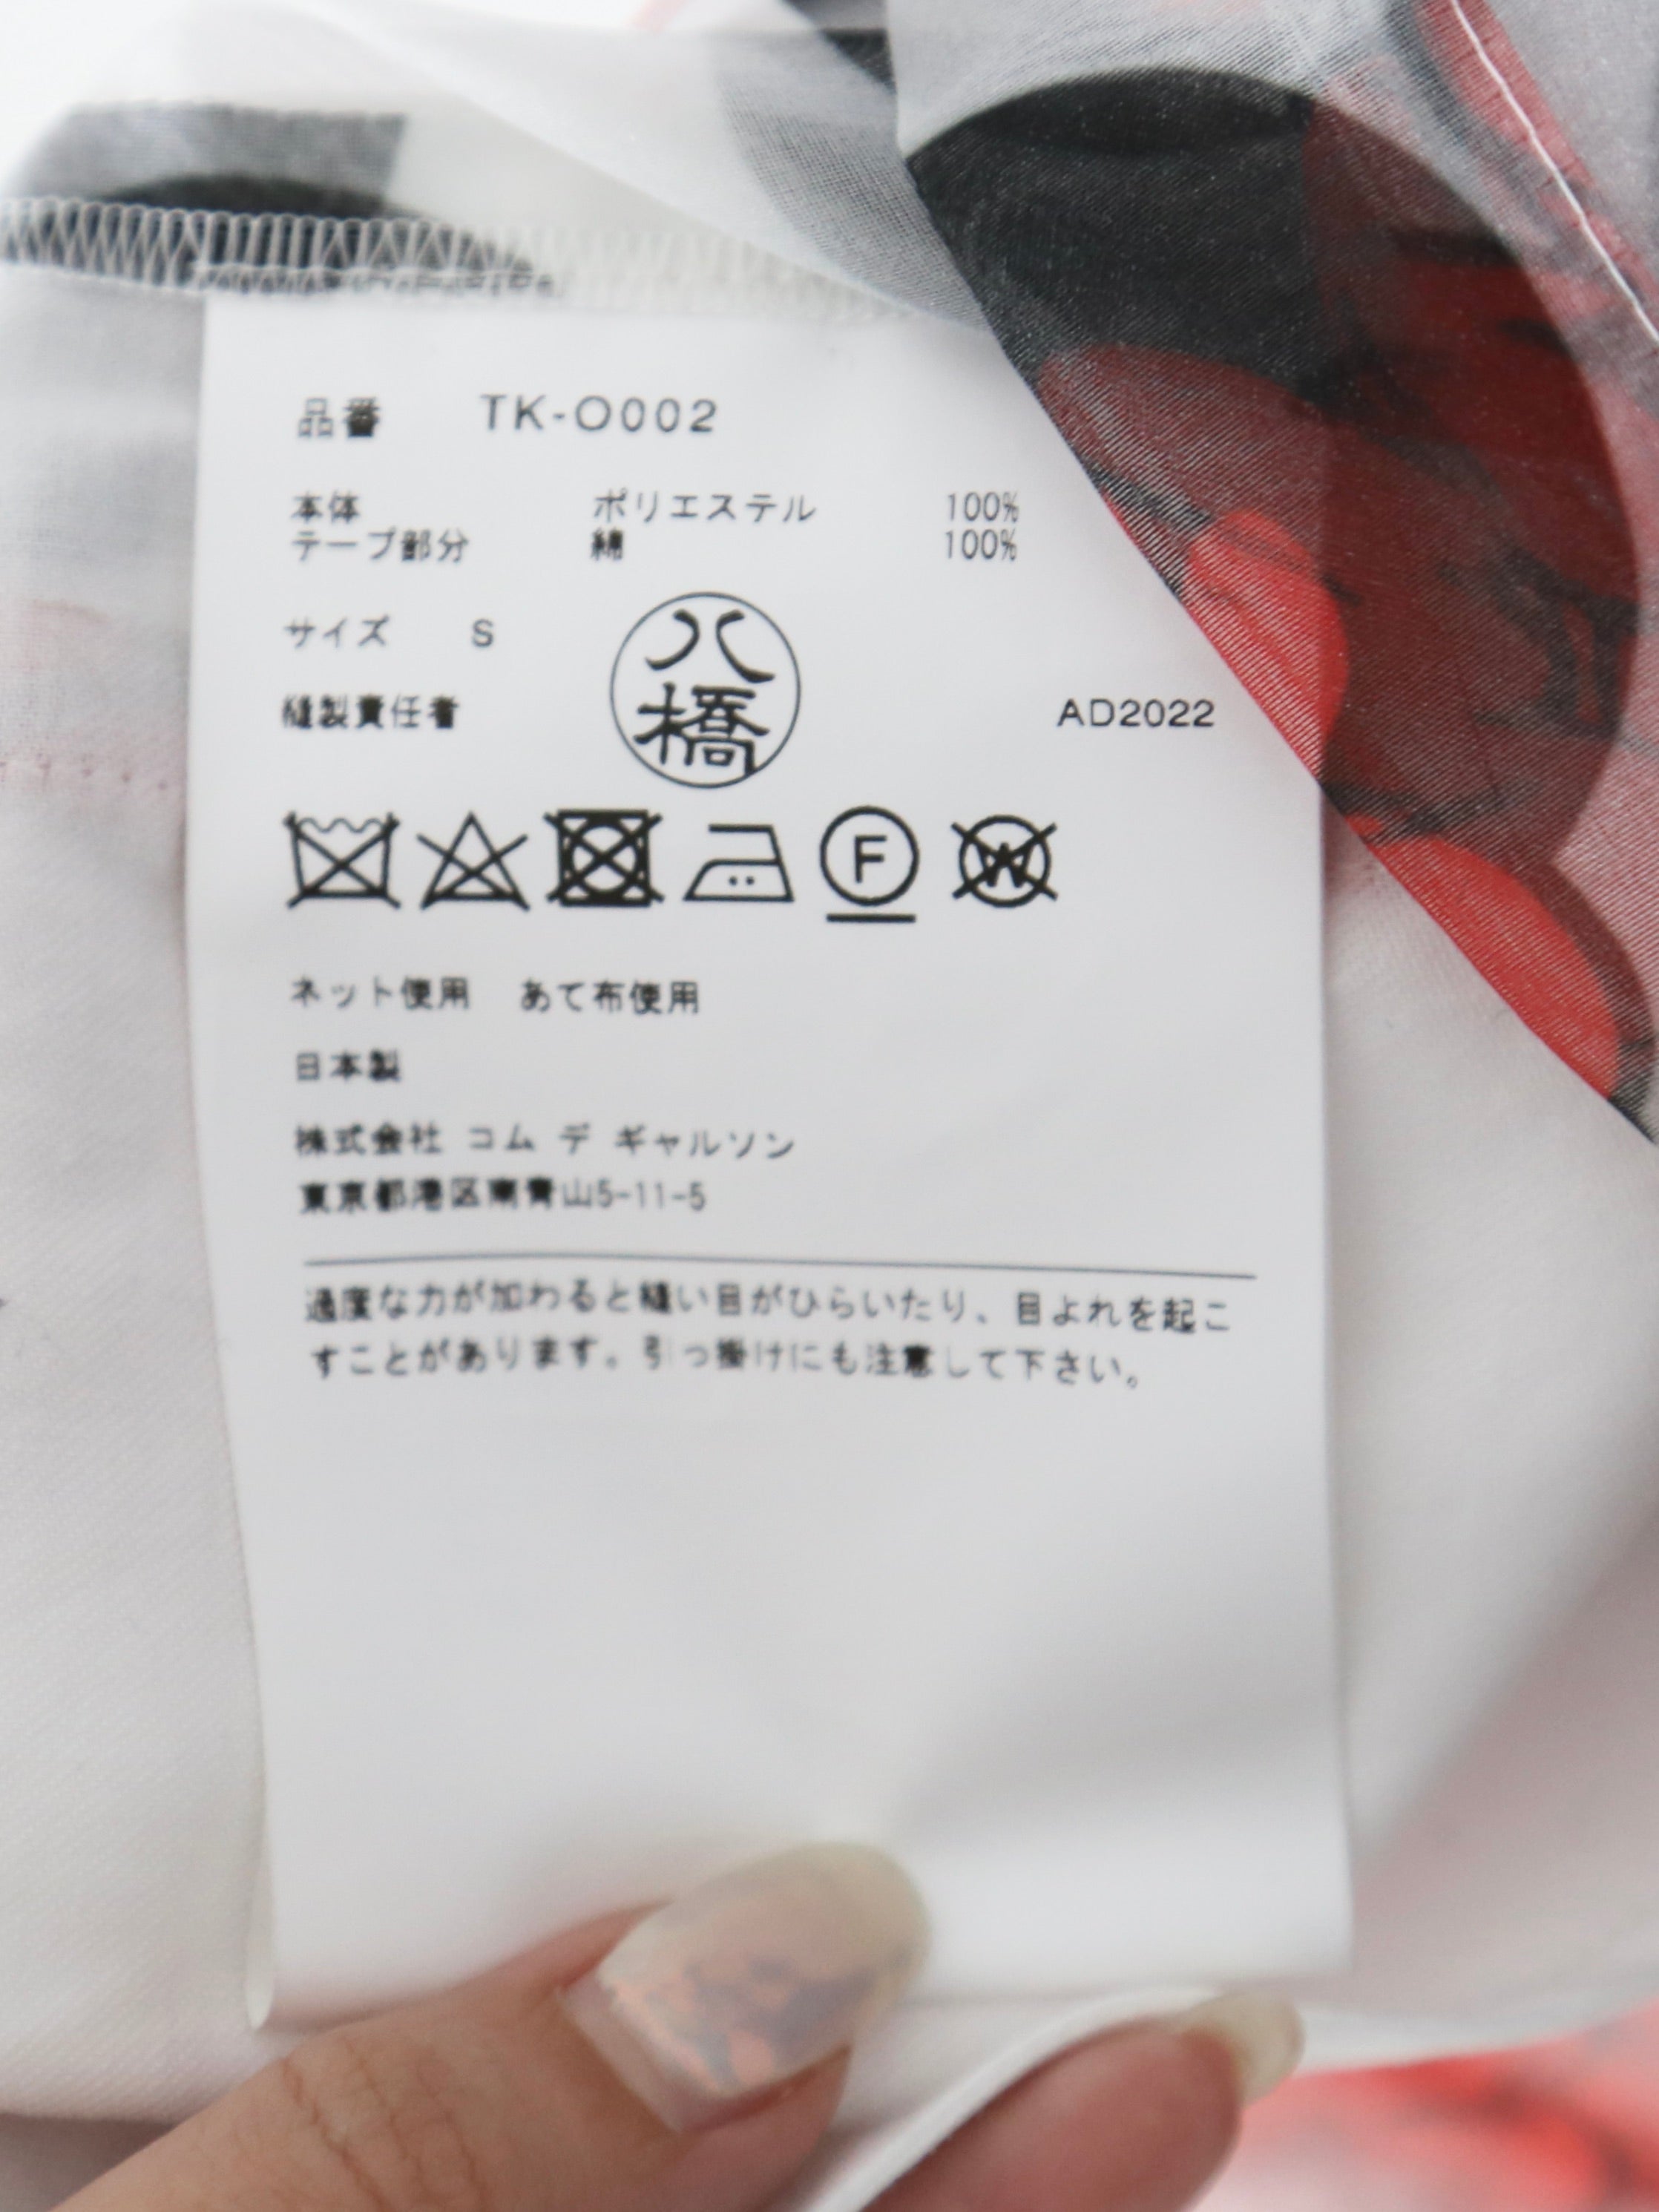 品番 TK-O002
本体 ポリエステル 100%
テープ部分 綿 100%
サイズ S
縫製責任者 八橋 AD2022
F W
ネット使用 あて布使用
日本製
株式会社 コム デ ギャルソン
東京都港区南青山5-11-5
過度な力が加わると縫い目がひらいたり、目よれを起こ
すことがあります。引っ掛けにも注意して下さい。